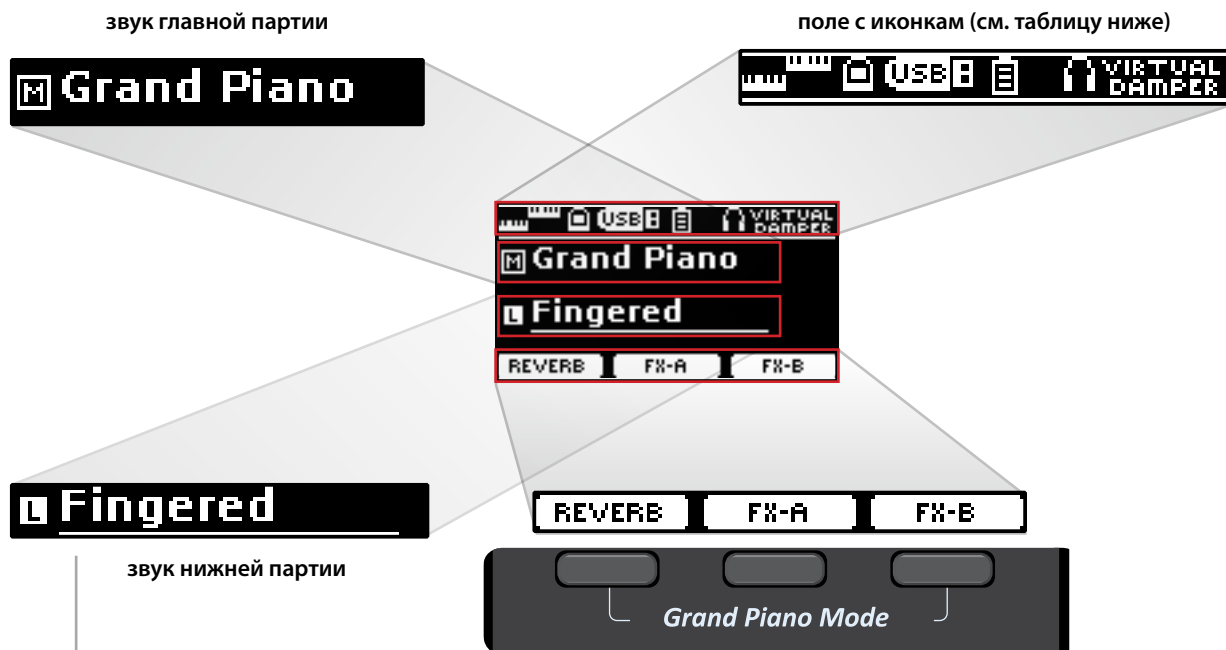 звук главной партии
поле с иконкам (см. таблицу ниже)
M Grand Piano
USB VIRTUAL DAMPER
USB VIRTUAL DAMPER
M Grand Piano
L Fingered
REVERB FX-A FX-B
L Fingered
REVERB FX-A FX-B
звук нижней партии
Grand Piano Mode